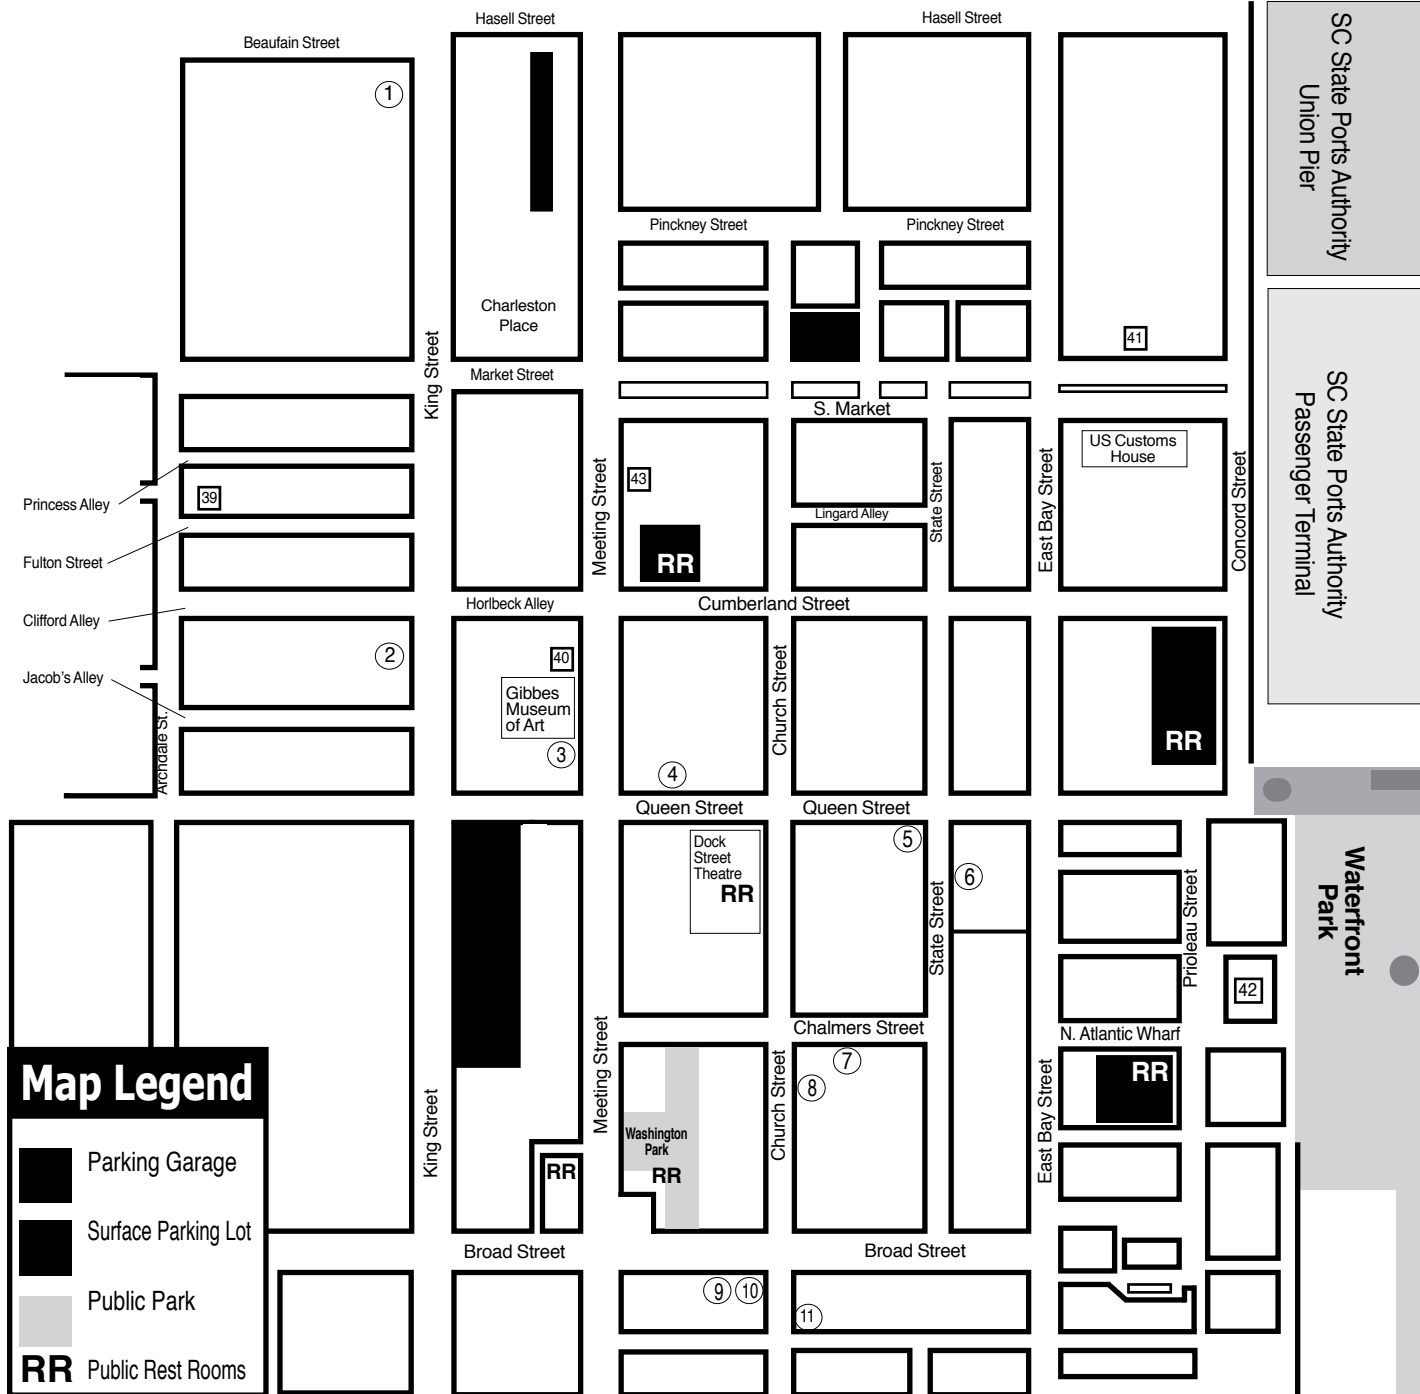 Hasell Street
Hasell Street
Beaufain Street
1
SC State Ports Authority
Union Pier
Pinckney Street
Pinckney Street
Charleston
Place
41
King Street
Market Street
S. Market
SC State Ports Authority
Passenger Terminal
US Customs
House
Meeting Street
43
State Street
East Bay Street
Concord Street
Princess Alley
39
Lingard Alley
Fulton Street
RR
Horlbeck Alley
Cumberland Street
Clifford Alley
2
40
Church Street
Jacob's Alley
Gibbes
Museum
of Art
Archdale St.
3
4
RR
Queen Street
Queen Street
Dock
Street
Theatre
RR
5
6
State Street
Prioleau Street
Waterfront
Park
42
Chalmers Street
N. Atlantic Wharf
Meeting Street
7
8
Church Street
East Bay Street
RR
King Street
Washington
Park
RR
RR
Broad Street
Broad Street
9
10
11
Map Legend
Parking Garage
Surface Parking Lot
Public Park
RR Public Rest Rooms